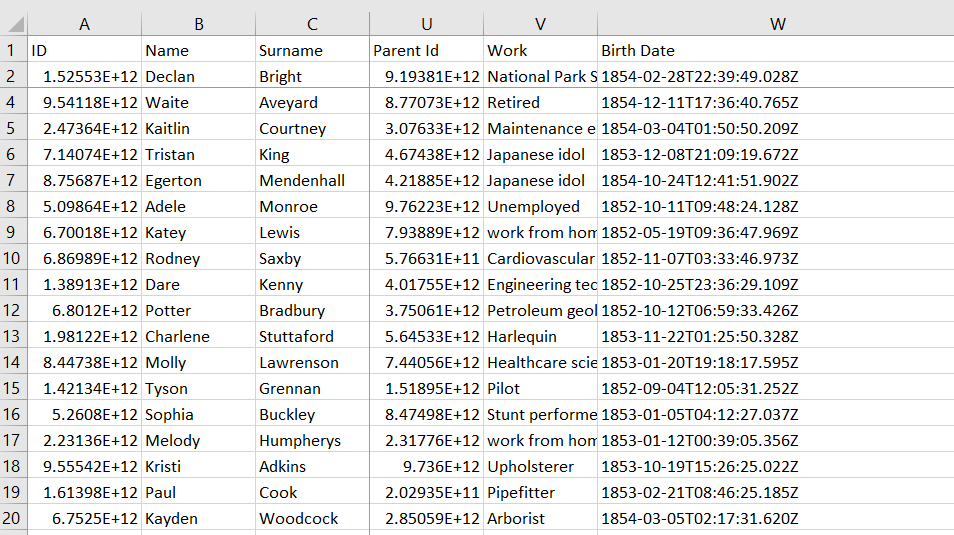 A B C U V W
1 ID Name Surname Parent Id Work Birth Date
2 1.52553E+12 Declan Bright 9.19381E+12 National Park S 1854-02-28T22:39:49.028Z
4 9.54118E+12 Waite Aveyard 8.77073E+12 Retired 1854-12-11T17:36:40.765Z
5 2.47364E+12 Kaitlin Courtney 3.07633E+12 Maintenance e 1854-03-04T01:50:50.209Z
6 7.14074E+12 Tristan King 4.67438E+12 Japanese idol 1853-12-08T21:09:19.672Z
7 8.75687E+12 Egerton Mendenhall 4.21885E+12 Japanese idol 1854-10-24T12:41:51.902Z
8 5.09864E+12 Adele Monroe 9.76223E+12 Unemployed 1852-10-11T09:48:24.128Z
9 6.70018E+12 Katey Lewis 7.93889E+12 work from hom 1852-05-19T09:36:47.969Z
10 6.86989E+12 Rodney Saxby 5.76631E+11 Cardiovascular 1852-11-07T03:33:46.973Z
11 1.38913E+12 Dare Kenny 4.01755E+12 Engineering tec 1852-10-25T23:36:29.109Z
12 6.8012E+12 Potter Bradbury 3.75061E+12 Petroleum geol 1852-10-12T06:59:33.426Z
13 1.98122E+12 Charlene Stuttaford 5.64533E+12 Harlequin 1853-11-22T01:25:50.328Z
14 8.44738E+12 Molly Lawrenson 7.44056E+12 Healthcare scie 1853-01-20T19:18:17.595Z
15 1.42134E+12 Tyson Grennan 1.51895E+12 Pilot 1852-09-04T12:05:31.252Z
16 5.2608E+12 Sophia Buckley 8.47498E+12 Stunt performe 1853-01-05T04:12:27.037Z
17 2.23136E+12 Melody Humpherys 2.31776E+12 work from hom 1853-01-12T00:39:05.356Z
18 9.55542E+12 Kristi Adkins 9.736E+12 Upholsterer 1853-10-19T15:26:25.022Z
19 1.61398E+12 Paul Cook 2.02935E+11 Pipefitter 1853-02-21T08:46:25.185Z
20 6.7525E+12 Kayden Woodcock 2.85059E+12 Arborist 1854-03-05T02:17:31.620Z